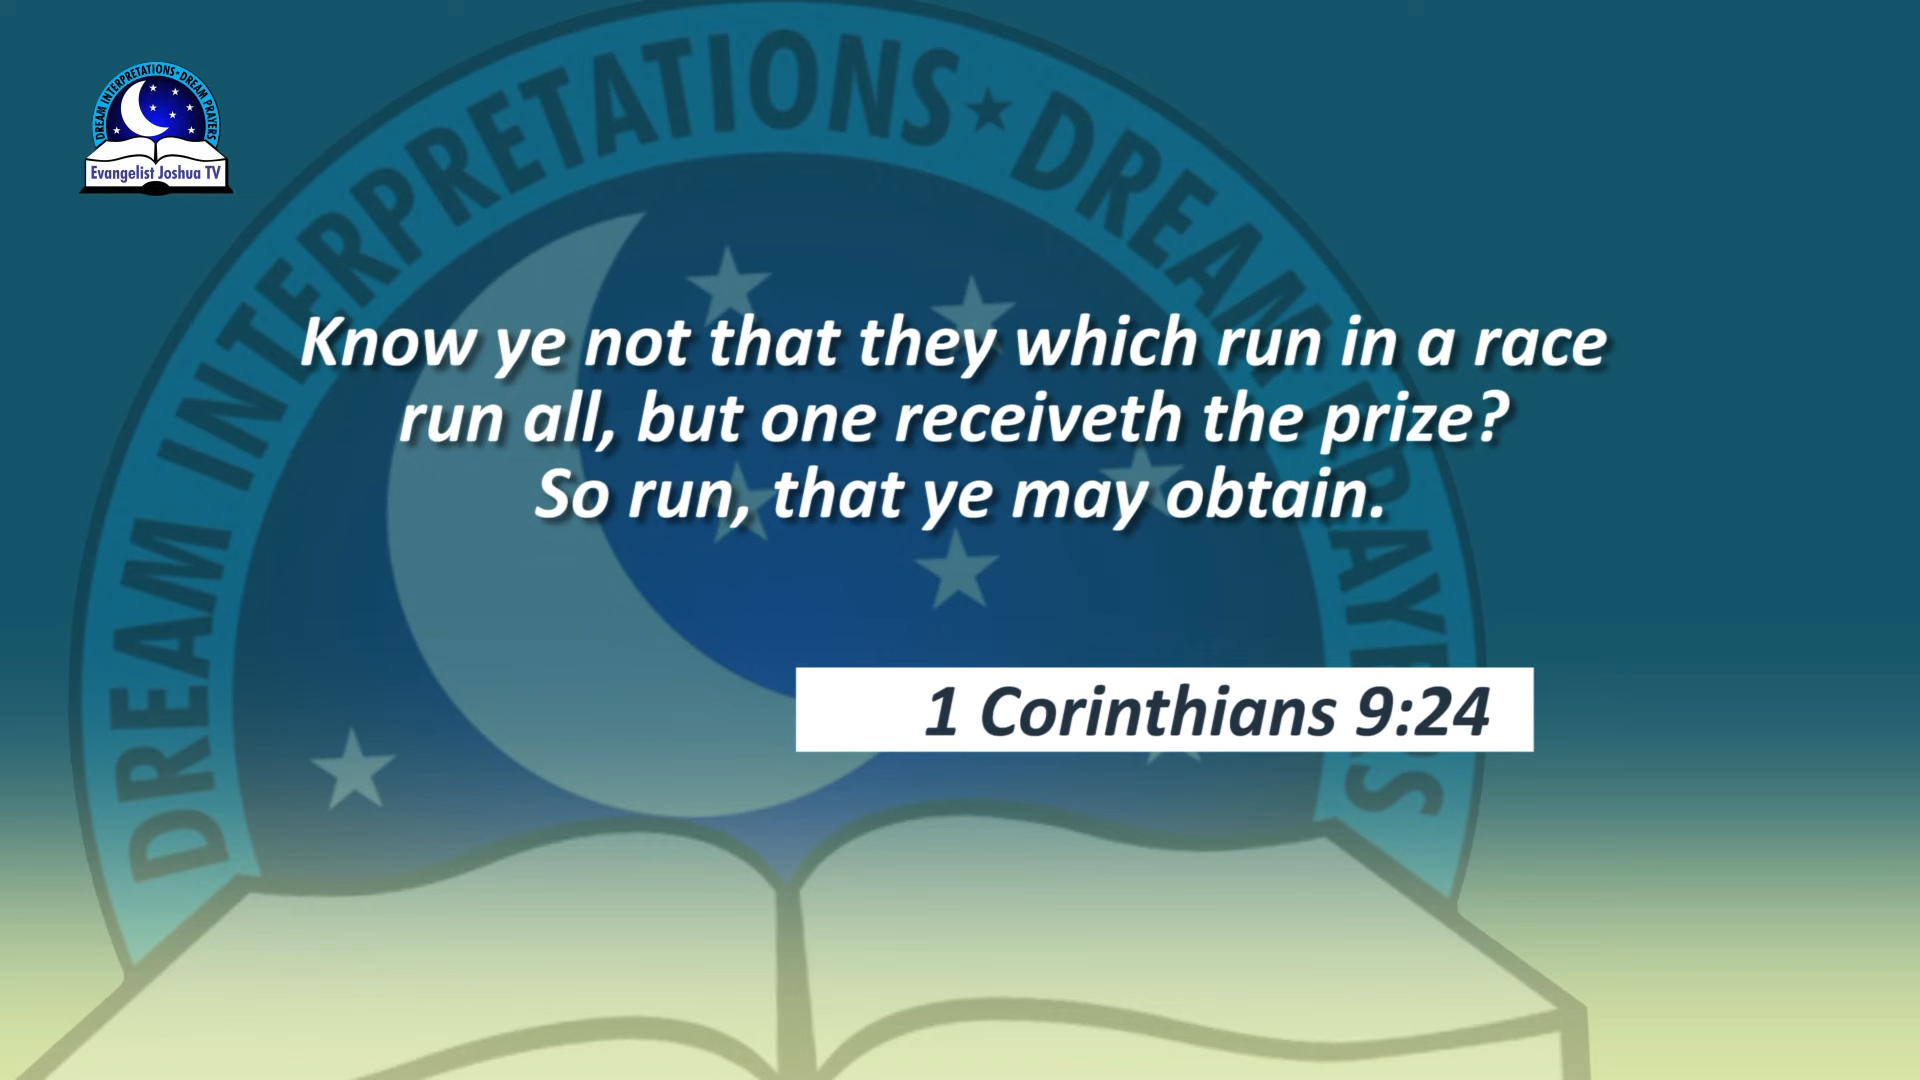 DREAM INTERPRETATIONS ★ DREAM PRAYERS
Evangelist Joshua TV
DREAM INTERPRETATIONS ★ DREAM PRAYERS
Know ye not that they which run in a race
run all, but one receiveth the prize?
So run, that ye may obtain.
1 Corinthians 9:24